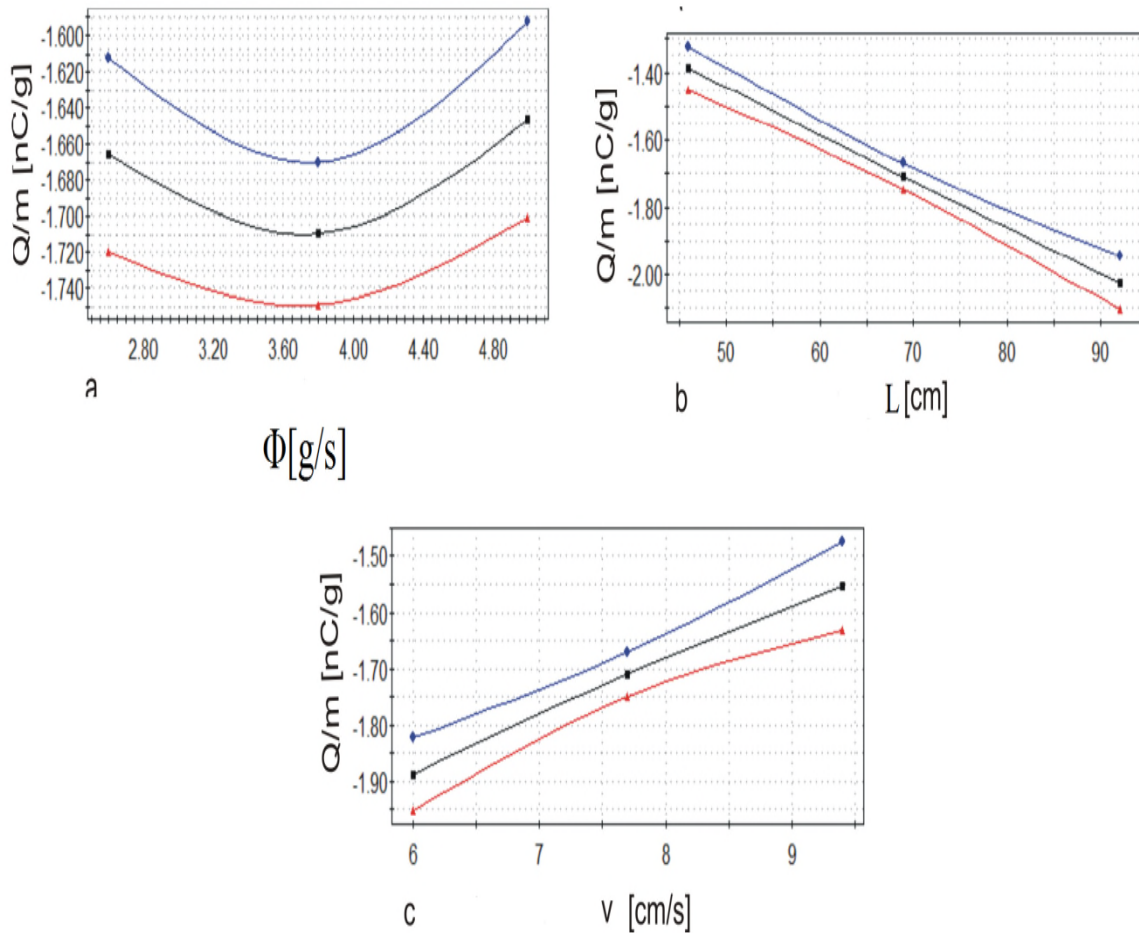 Q/m [nC/g]
-1.600
-1.620
-1.640
-1.660
-1.680
-1.700
-1.720
-1.740
2.80 3.20 3.60 4.00 4.40 4.80
a
Φ[g/s]
Q/m [nC/g]
-1.40
-1.60
-1.80
-2.00
50 60 70 80 90
b L [cm]
Q/m [nC/g]
-1.50
-1.60
-1.70
-1.80
-1.90
6 7 8 9
c v [cm/s]